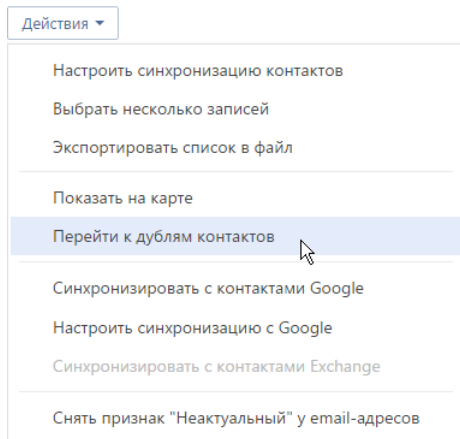 Действия
Настроить синхронизацию контактов
Выбрать несколько записей
Экспортировать список в файл
Показать на карте
Перейти к дублям контактов
Синхронизировать с контактами Google
Настроить синхронизацию с Google
Синхронизировать с контактами Exchange
Снять признак "Неактуальный" у email-адресов